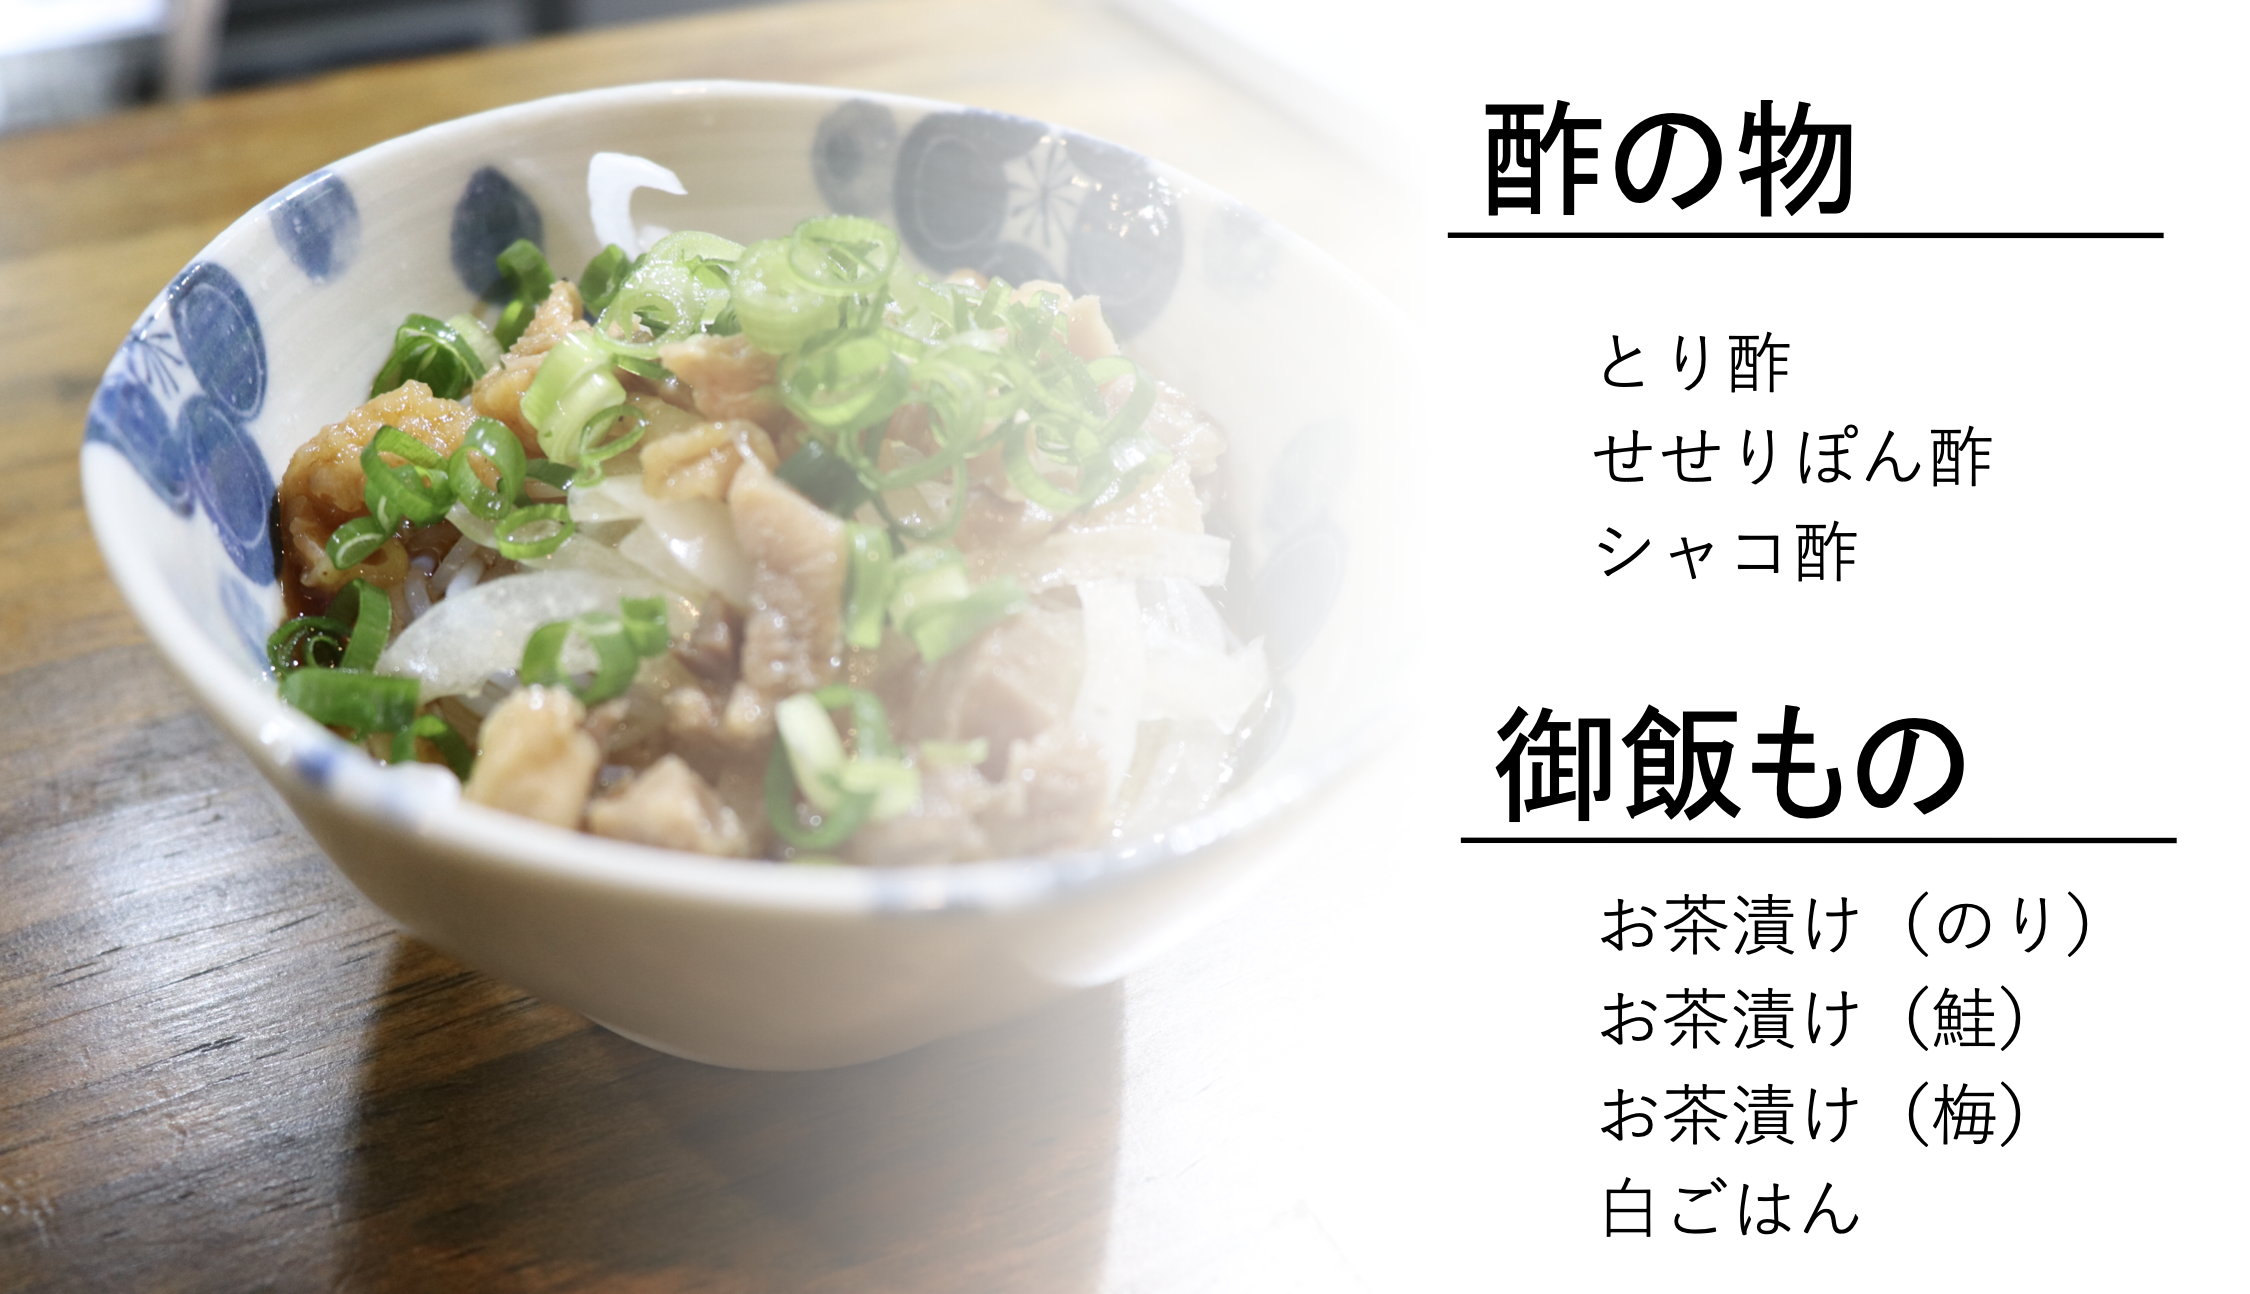 酢の物
とり酢
せせりぽん酢
シャコ酢
御飯もの
お茶漬け（のり）
お茶漬け（鮭）
お茶漬け（梅）
白ごはん